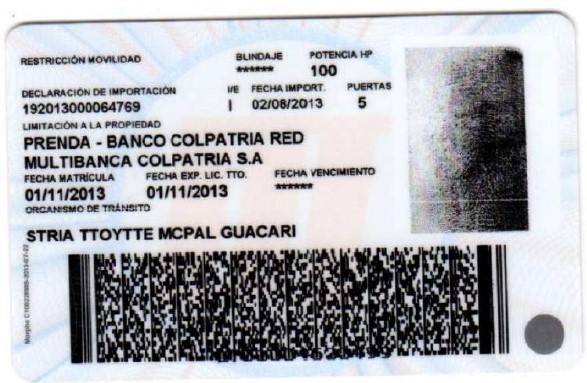 RESTRICCIÓN MOVILIDAD BLINDAJE POTENCIA HP
****** 100
DECLARACIÓN DE IMPORTACIÓN I/E FECHA IMPORT. PUERTAS
192013000064769 I 02/08/2013 5
LIMITACIÓN A LA PROPIEDAD
PRENDA - BANCO COLPATRIA RED
MULTIBANCA COLPATRIA S.A
FECHA MATRÍCULA FECHA EXP. LIC. TTO. FECHA VENCIMIENTO
01/11/2013 01/11/2013 ******
ORGANISMO DE TRÁNSITO
STRIA TTOYTTE MCPAL GUACARI